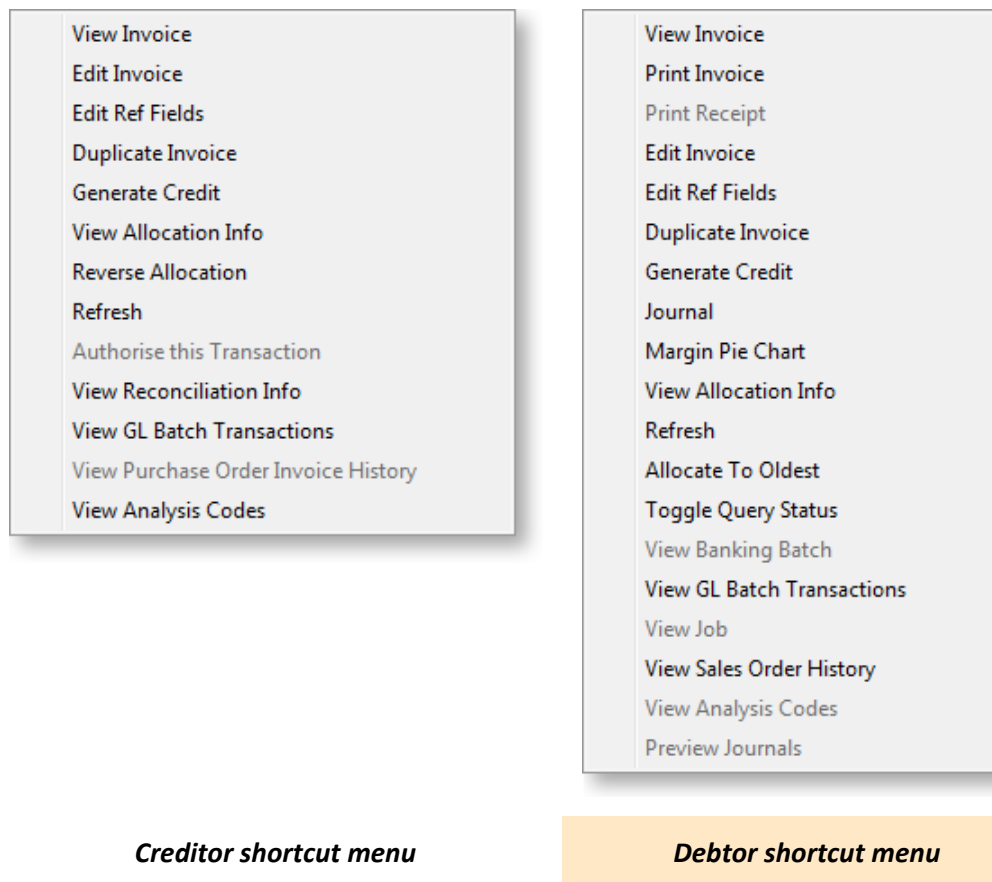 View Invoice
Edit Invoice
Edit Ref Fields
Duplicate Invoice
Generate Credit
View Allocation Info
Reverse Allocation
Refresh
Authorise this Transaction
View Reconciliation Info
View GL Batch Transactions
View Purchase Order Invoice History
View Analysis Codes
Creditor shortcut menu
View Invoice
Print Invoice
Print Receipt
Edit Invoice
Edit Ref Fields
Duplicate Invoice
Generate Credit
Journal
Margin Pie Chart
View Allocation Info
Refresh
Allocate To Oldest
Toggle Query Status
View Banking Batch
View GL Batch Transactions
View Job
View Sales Order History
View Analysis Codes
Preview Journals
Debtor shortcut menu